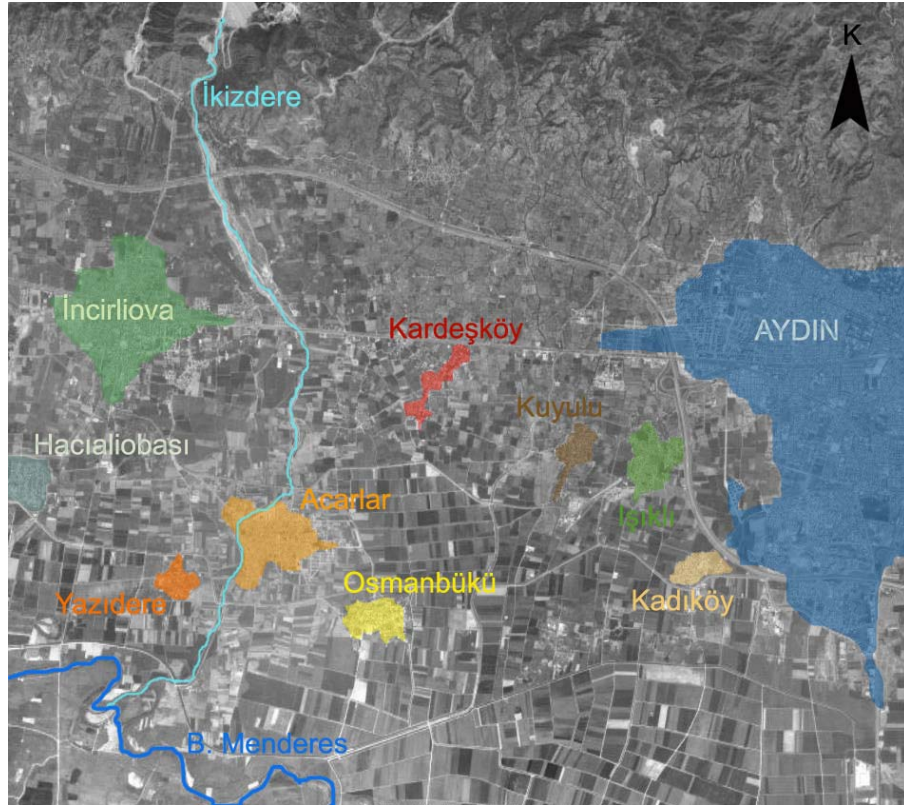 K
İkizdere
İncirliova
Kardeşköy
AYDIN
Kuyulu
Hacıaliobası
Acarlar
Işıklı
Osmanbükü
Yazıdere
Kadıköy
B. Menderes